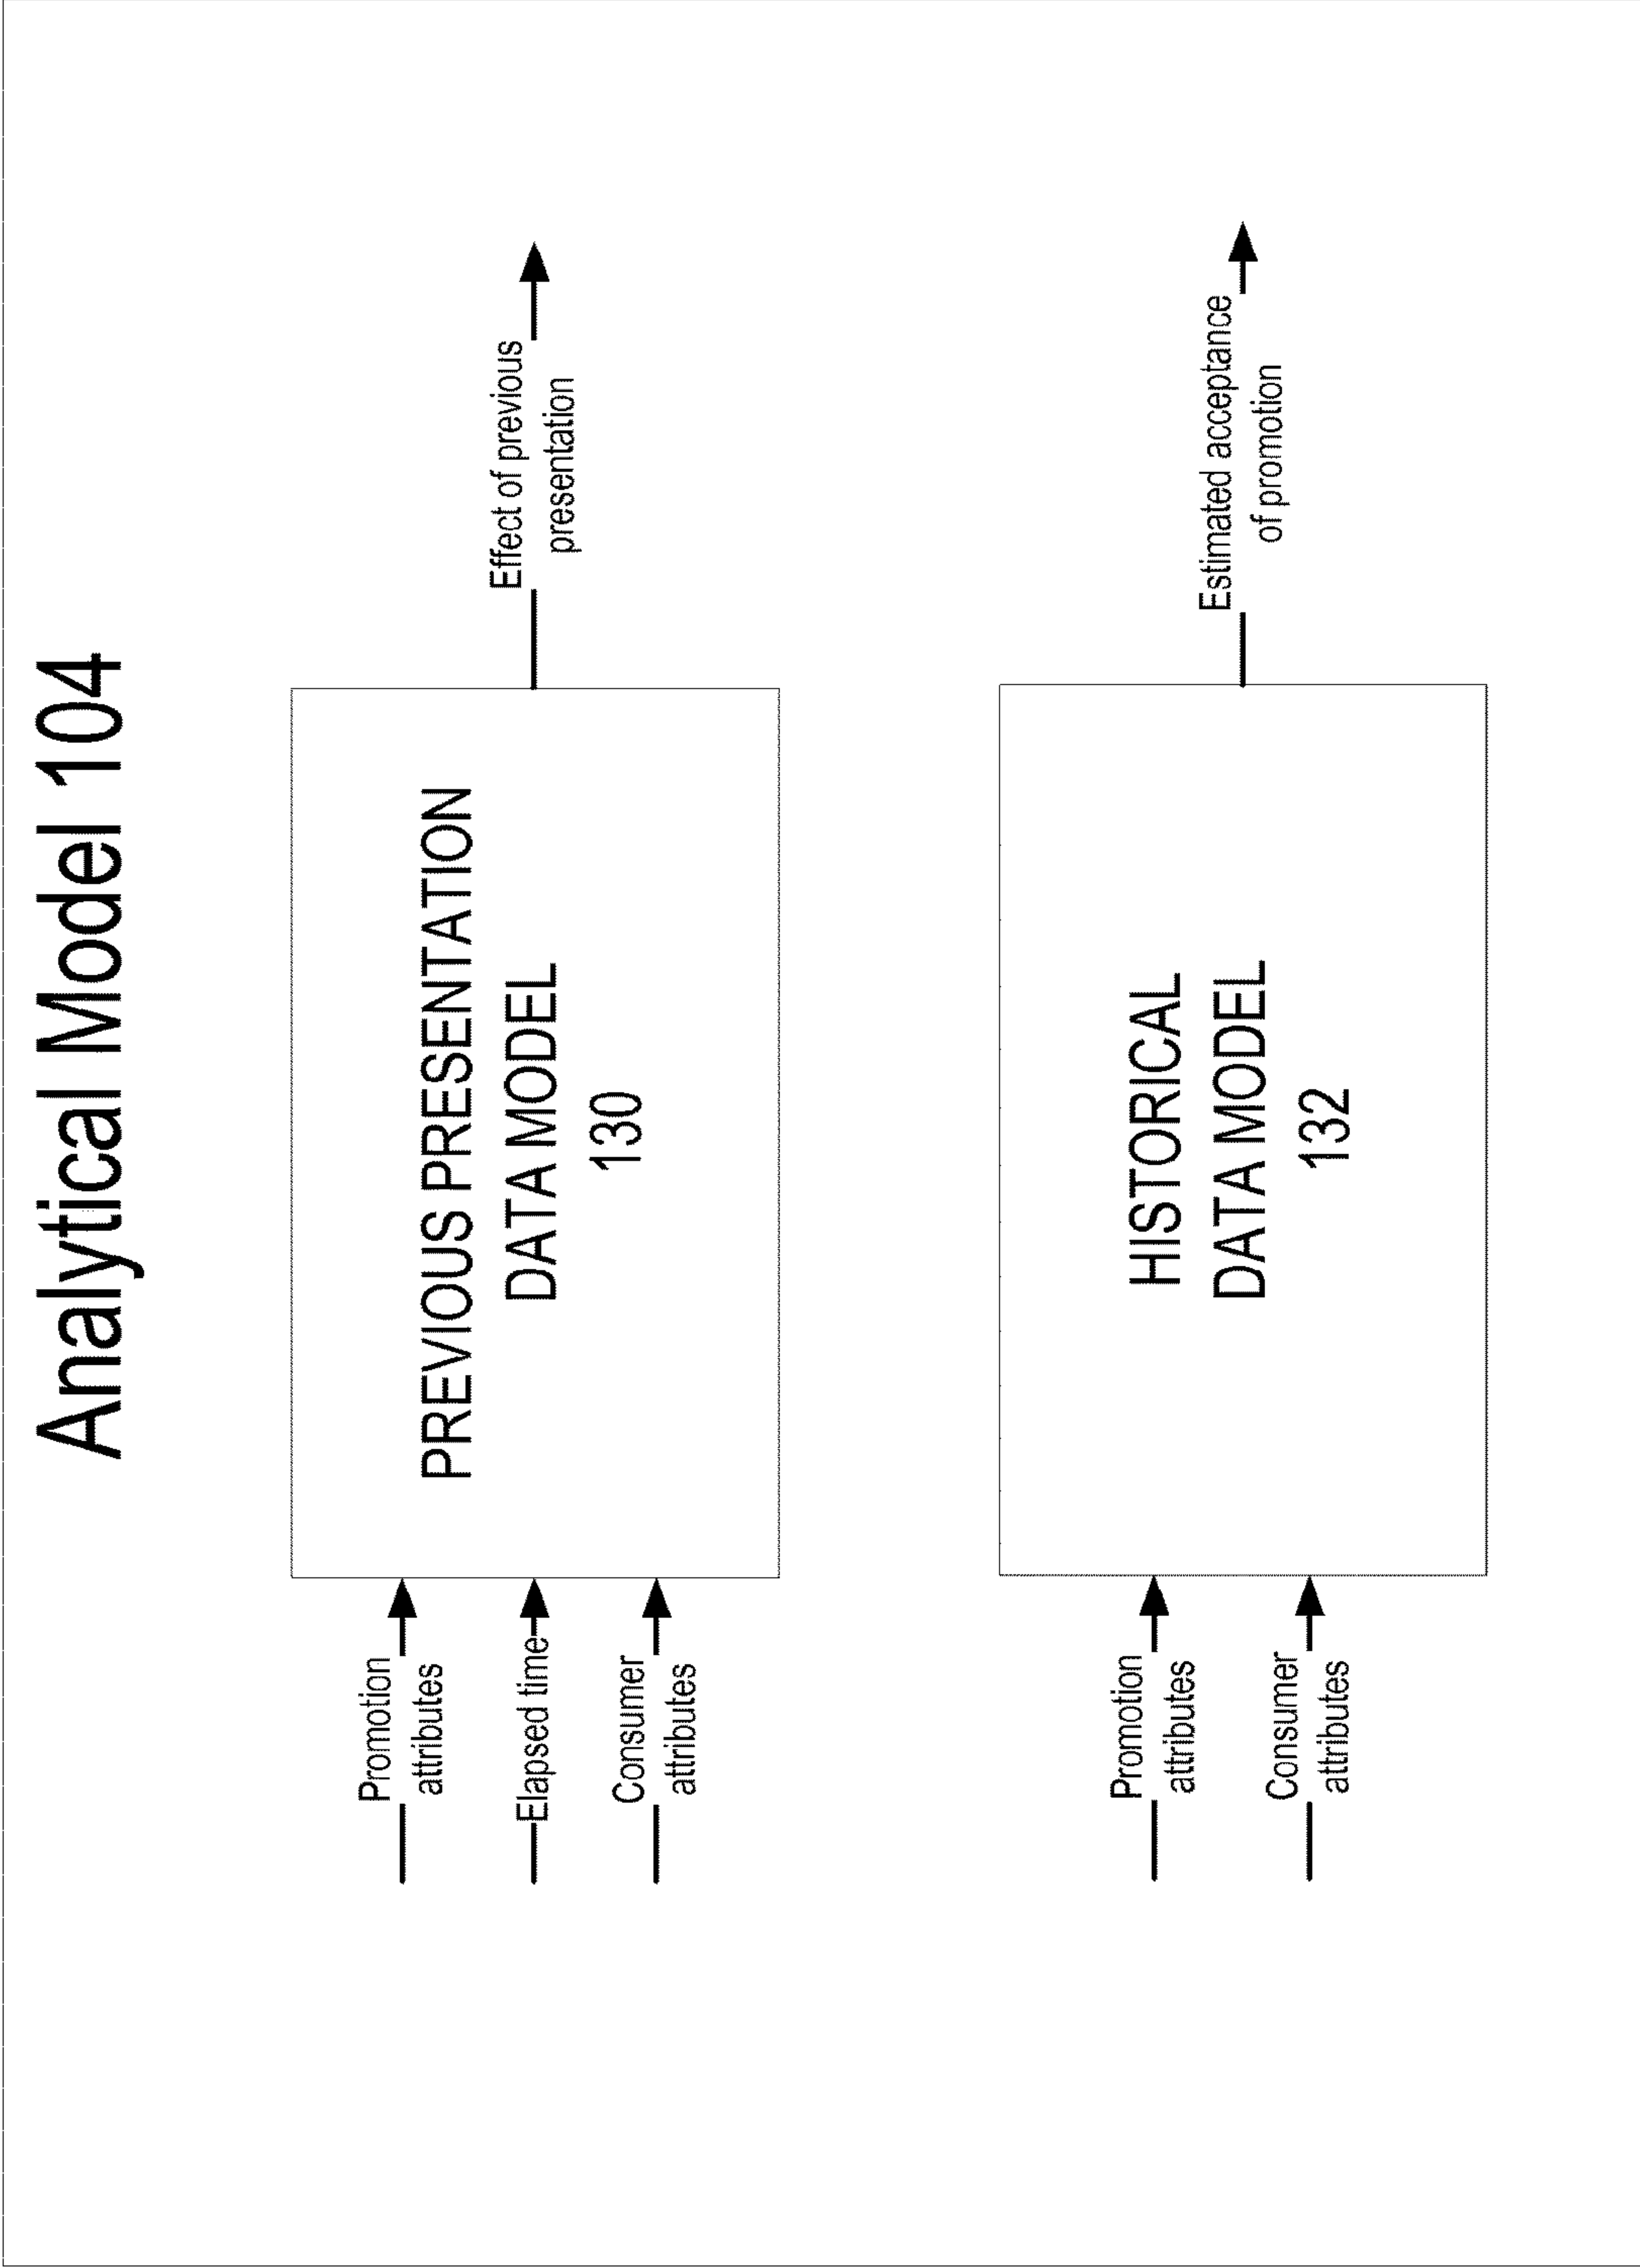 Analytical Model 104
Promotion
attributes
Elapsed time
Consumer
attributes
PREVIOUS PRESENTATION
DATA MODEL
130
Effect of previous
presentation
Promotion
attributes
Consumer
attributes
HISTORICAL
DATA MODEL
132
Estimated acceptance
of promotion